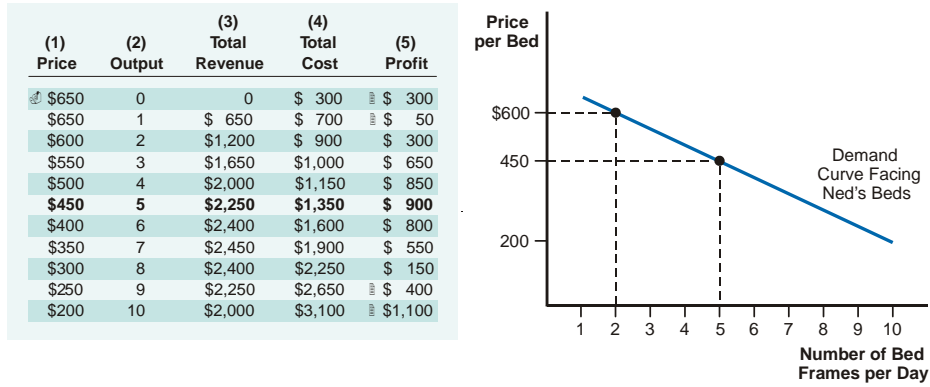 (1) (2) (3) (4) (5)
Price Output Total Revenue Total Cost Profit
$650 0 0 $ 300 $ 300
$650 1 $ 650 $ 700 $ 50
$600 2 $1,200 $ 900 $ 300
$550 3 $1,650 $1,000 $ 650
$500 4 $2,000 $1,150 $ 850
$450 5 $2,250 $1,350 $ 900
$400 6 $2,400 $1,600 $ 800
$350 7 $2,450 $1,900 $ 550
$300 8 $2,400 $2,250 $ 150
$250 9 $2,250 $2,650 $ 400
$200 10 $2,000 $3,100 $1,100
Price
per Bed
$600
450
200
Demand
Curve Facing
Ned's Beds
1 2 3 4 5 6 7 8 9 10
Number of Bed
Frames per Day